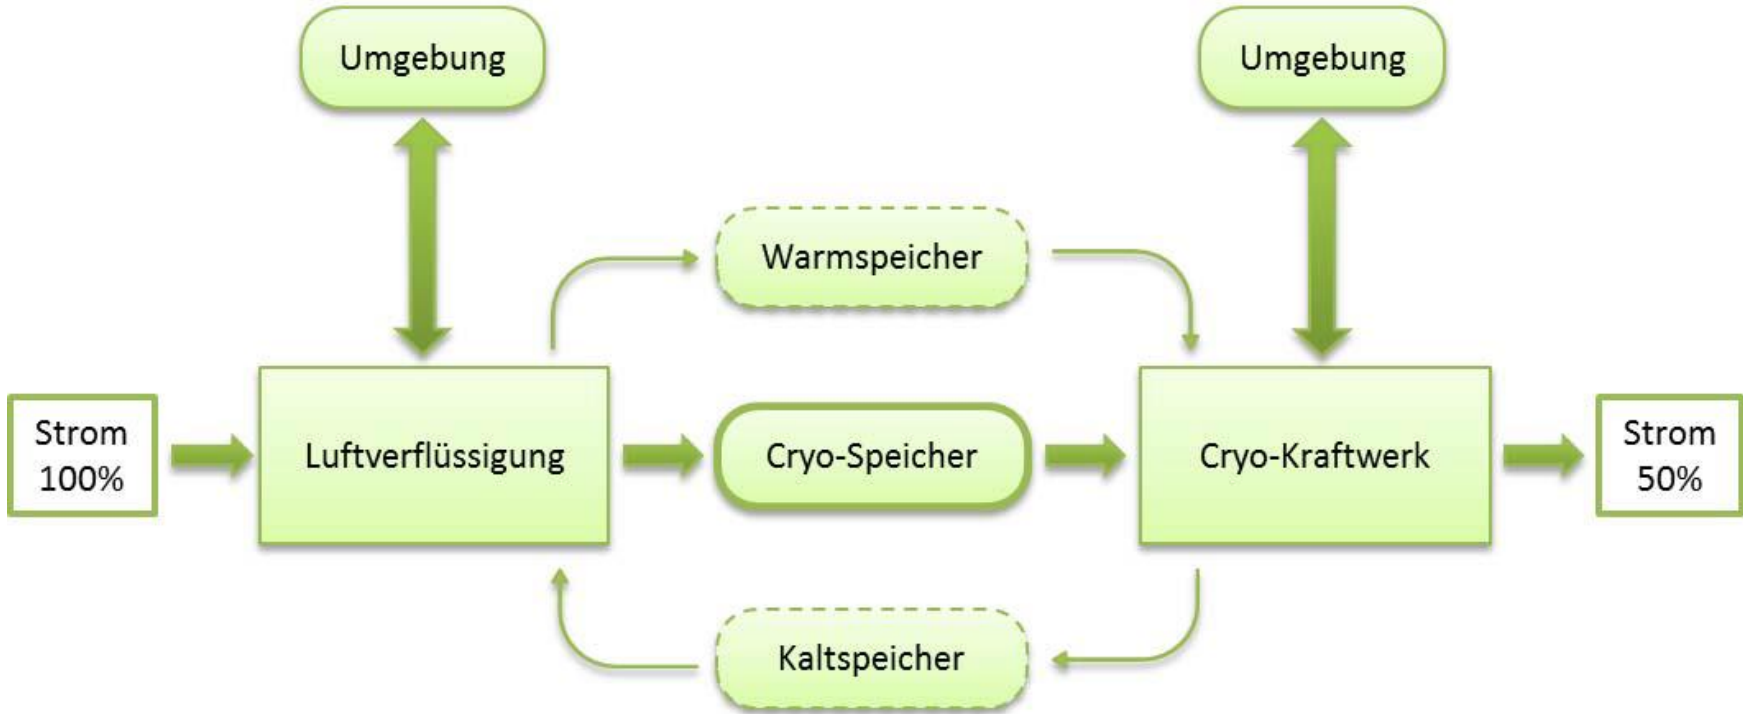 Umgebung
Umgebung
Warmspeicher
Strom
100%
Luftverflüssigung
Cryo-Speicher
Cryo-Kraftwerk
Strom
50%
Kaltspeicher